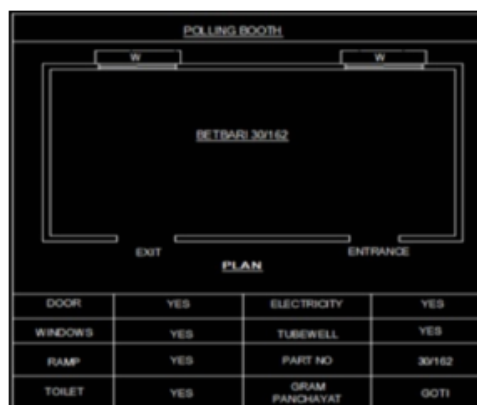 POLLING BOOTH
W W
BETBARI 30/162
EXIT ENTRANCE
PLAN
DOOR YES ELECTRICITY YES
WINDOWS YES TUBEWELL YES
RAMP YES PART NO 30/162
TOILET YES GRAM PANCHAYAT GOTI